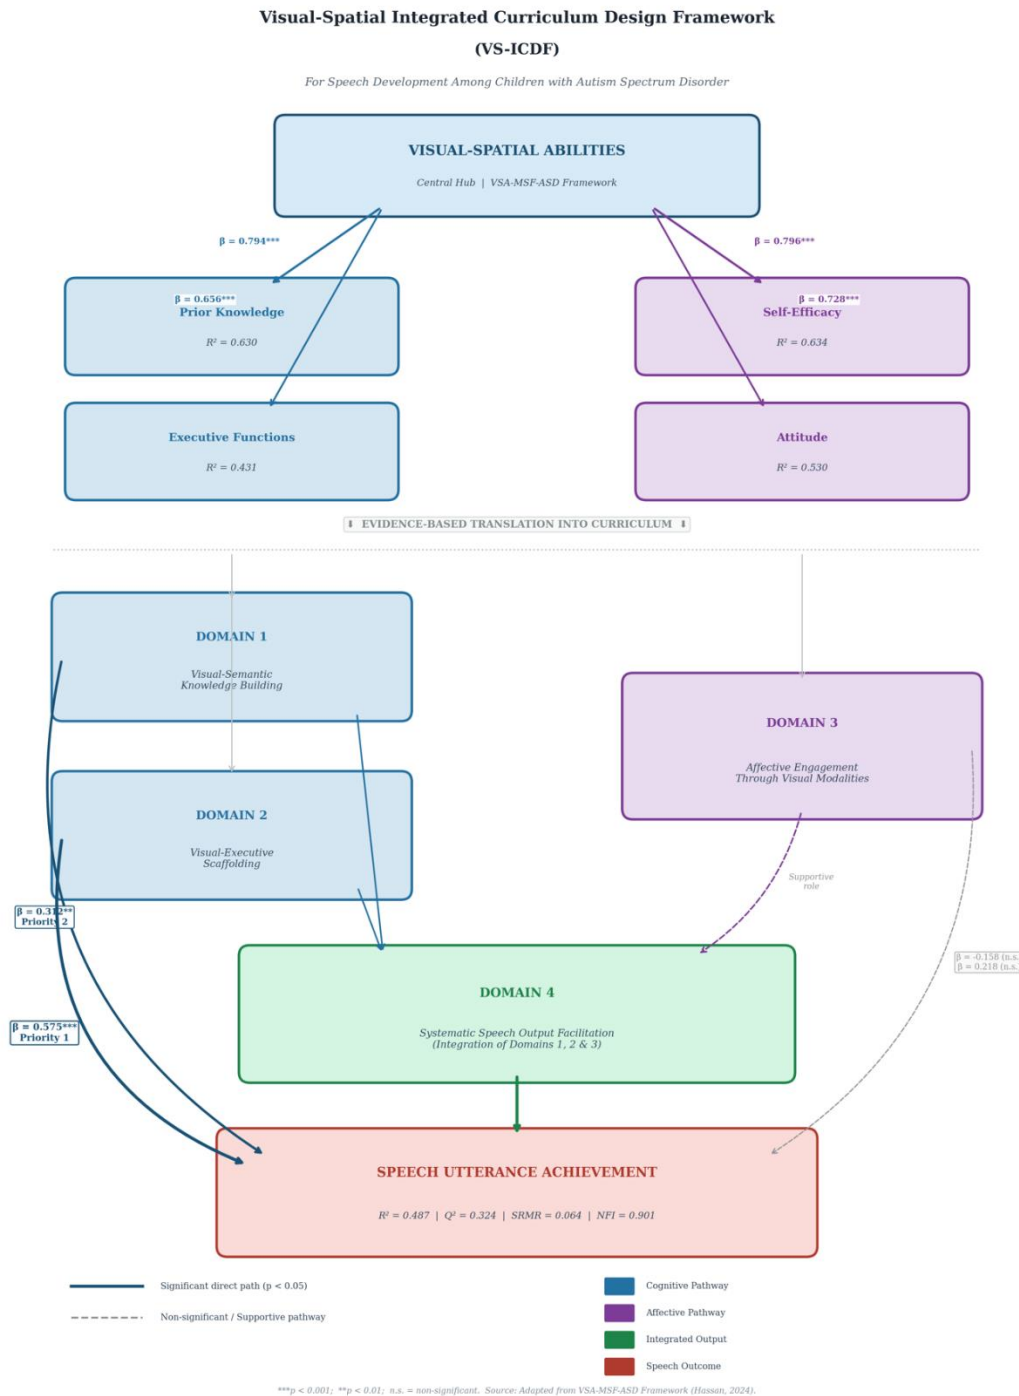 Visual-Spatial Integrated Curriculum Design Framework
(VS-ICDF)
For Speech Development Among Children with Autism Spectrum Disorder
VISUAL-SPATIAL ABILITIES
Central Hub | VSA-MSF-ASD Framework
β = 0.794***
β = 0.796***
β = 0.656***
Prior Knowledge
R² = 0.630
β = 0.728***
Self-Efficacy
R² = 0.634
Executive Functions
R² = 0.431
Attitude
R² = 0.530
⬇ EVIDENCE-BASED TRANSLATION INTO CURRICULUM ⬇
DOMAIN 1
Visual-Semantic
Knowledge Building
DOMAIN 3
Affective Engagement
Through Visual Modalities
DOMAIN 2
Visual-Executive
Scaffolding
Supportive
role
β = 0.312**
Priority 2
β = -0.158 (n.s.
β = 0.218 (n.s.
DOMAIN 4
Systematic Speech Output Facilitation
(Integration of Domains 1, 2 & 3)
β = 0.575***
Priority 1
SPEECH UTTERANCE ACHIEVEMENT
R² = 0.487 | Q² = 0.324 | SRMR = 0.064 | NFI = 0.901
Significant direct path (p < 0.05)
Non-significant / Supportive pathway
Cognitive Pathway
Affective Pathway
Integrated Output
Speech Outcome
***p < 0.001; **p < 0.01; n.s. = non-significant. Source: Adapted from VSA-MSF-ASD Framework (Hassan, 2024).